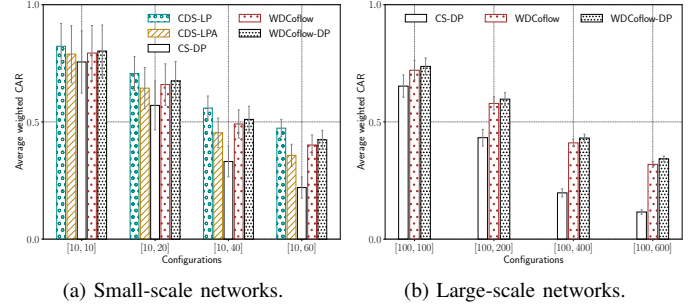 CDS-LP
CDS-LPA
CS-DP
WDCoflow
WDCoflow-DP
Average weighted CAR
1.0
0.5
0.0
[10, 10]
[10, 20]
[10, 40]
[10, 60]
Configurations
(a) Small-scale networks.
CS-DP
WDCoflow
WDCoflow-DP
Average weighted CAR
1.0
0.5
0.0
[100, 100]
[100, 200]
[100, 400]
[100, 600]
Configurations
(b) Large-scale networks.